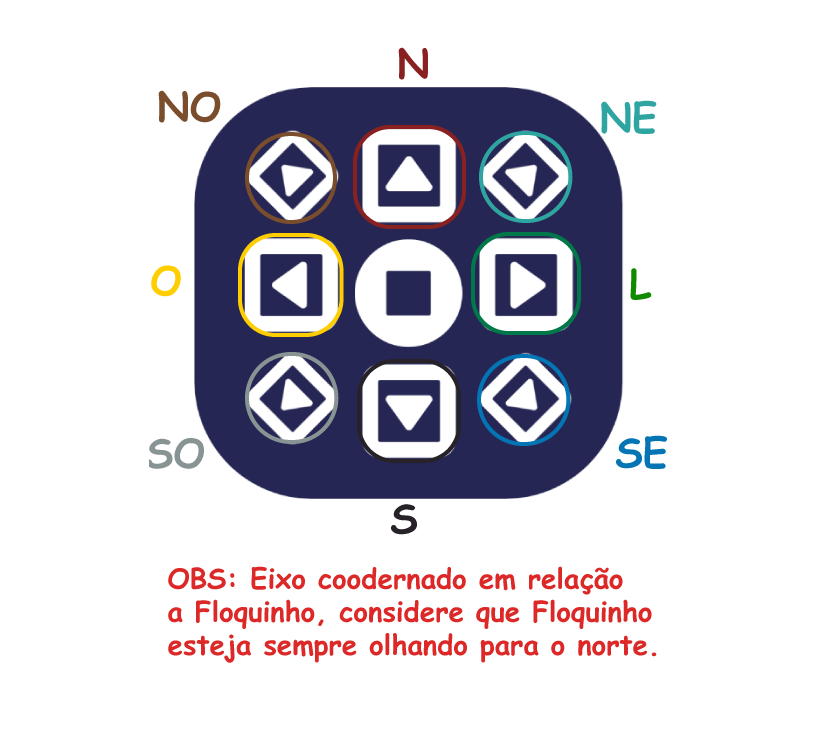 N
NO
NE
O
L
SO
SE
S
OBS: Eixo coodernado em relação
a Floquinho, considere que Floquinho
esteja sempre olhando para o norte.